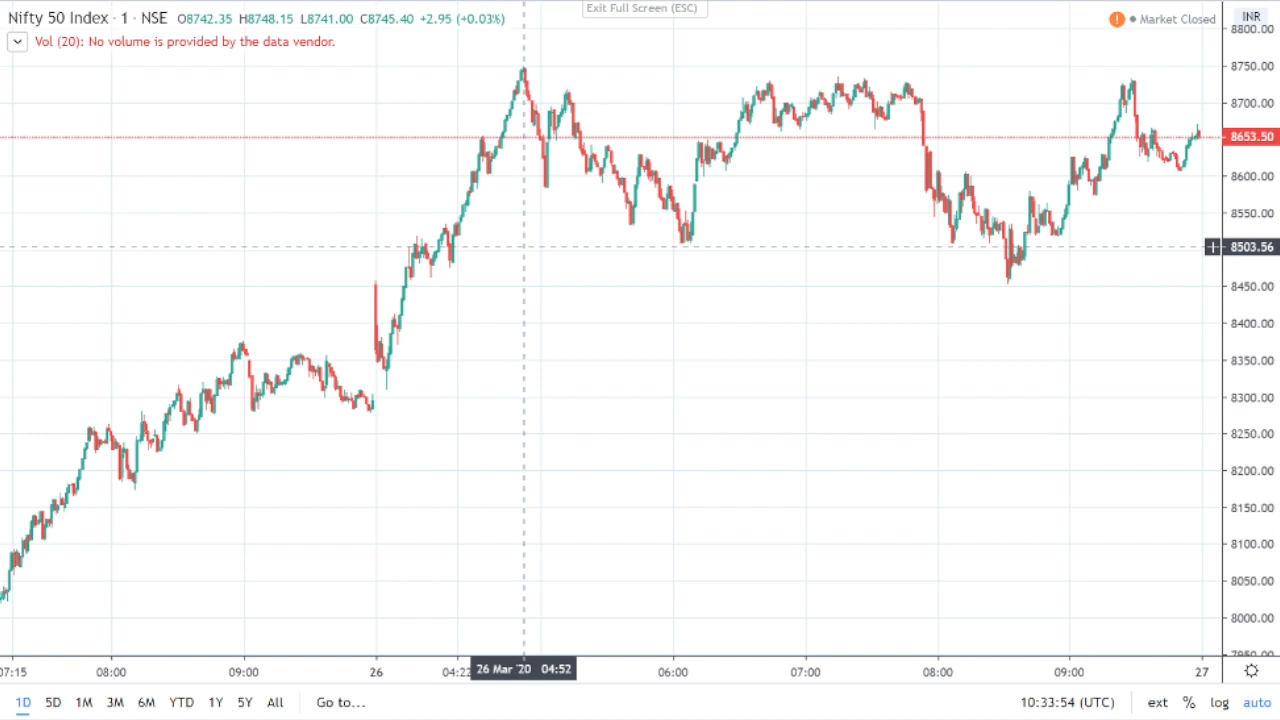 Nifty 50 Index · 1 · NSE O8742.35 H8748.15 L8741.00 C8745.40 +2.95 (+0.03%)
Exit Full Screen (ESC)
! Market Closed
INR
Vol (20): No volume is provided by the data vendor.
8800.00
8750.00
8700.00
8653.50
8600.00
8550.00
8503.56
8450.00
8400.00
8350.00
8300.00
8250.00
8200.00
8150.00
8100.00
8050.00
8000.00
7950.00
07:15 08:00 09:00 26 04:22 26 Mar '20 04:52 06:00 07:00 08:00 09:00 27
1D 5D 1M 3M 6M YTD 1Y 5Y All Go to... 10:33:54 (UTC) ext % log auto